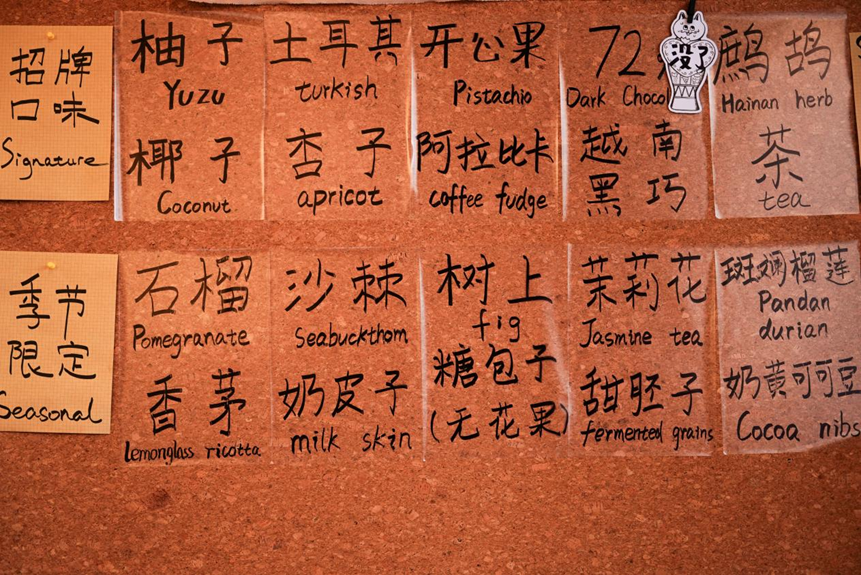 招牌
口味
Signature
柚子
Yuzu
椰子
Coconut
土耳其
turkish
杏子
apricot
开心果
Pistachio
阿拉比卡
coffee fudge
72
Dark Chocol
越南
黑巧
没了
鹧鸪
Hainan herb
茶
tea
季节
限定
Seasonal
石榴
Pomegranate
香茅
lemonglass ricotta
沙棘
Seabuckthorn
奶皮子
milk skin
树上
fig
糖包子
(无花果)
茉莉花
Jasmine tea
甜胚子
fermented grains
斑斓榴莲
Pandan
durian
奶黄可可豆
Cocoa nibs